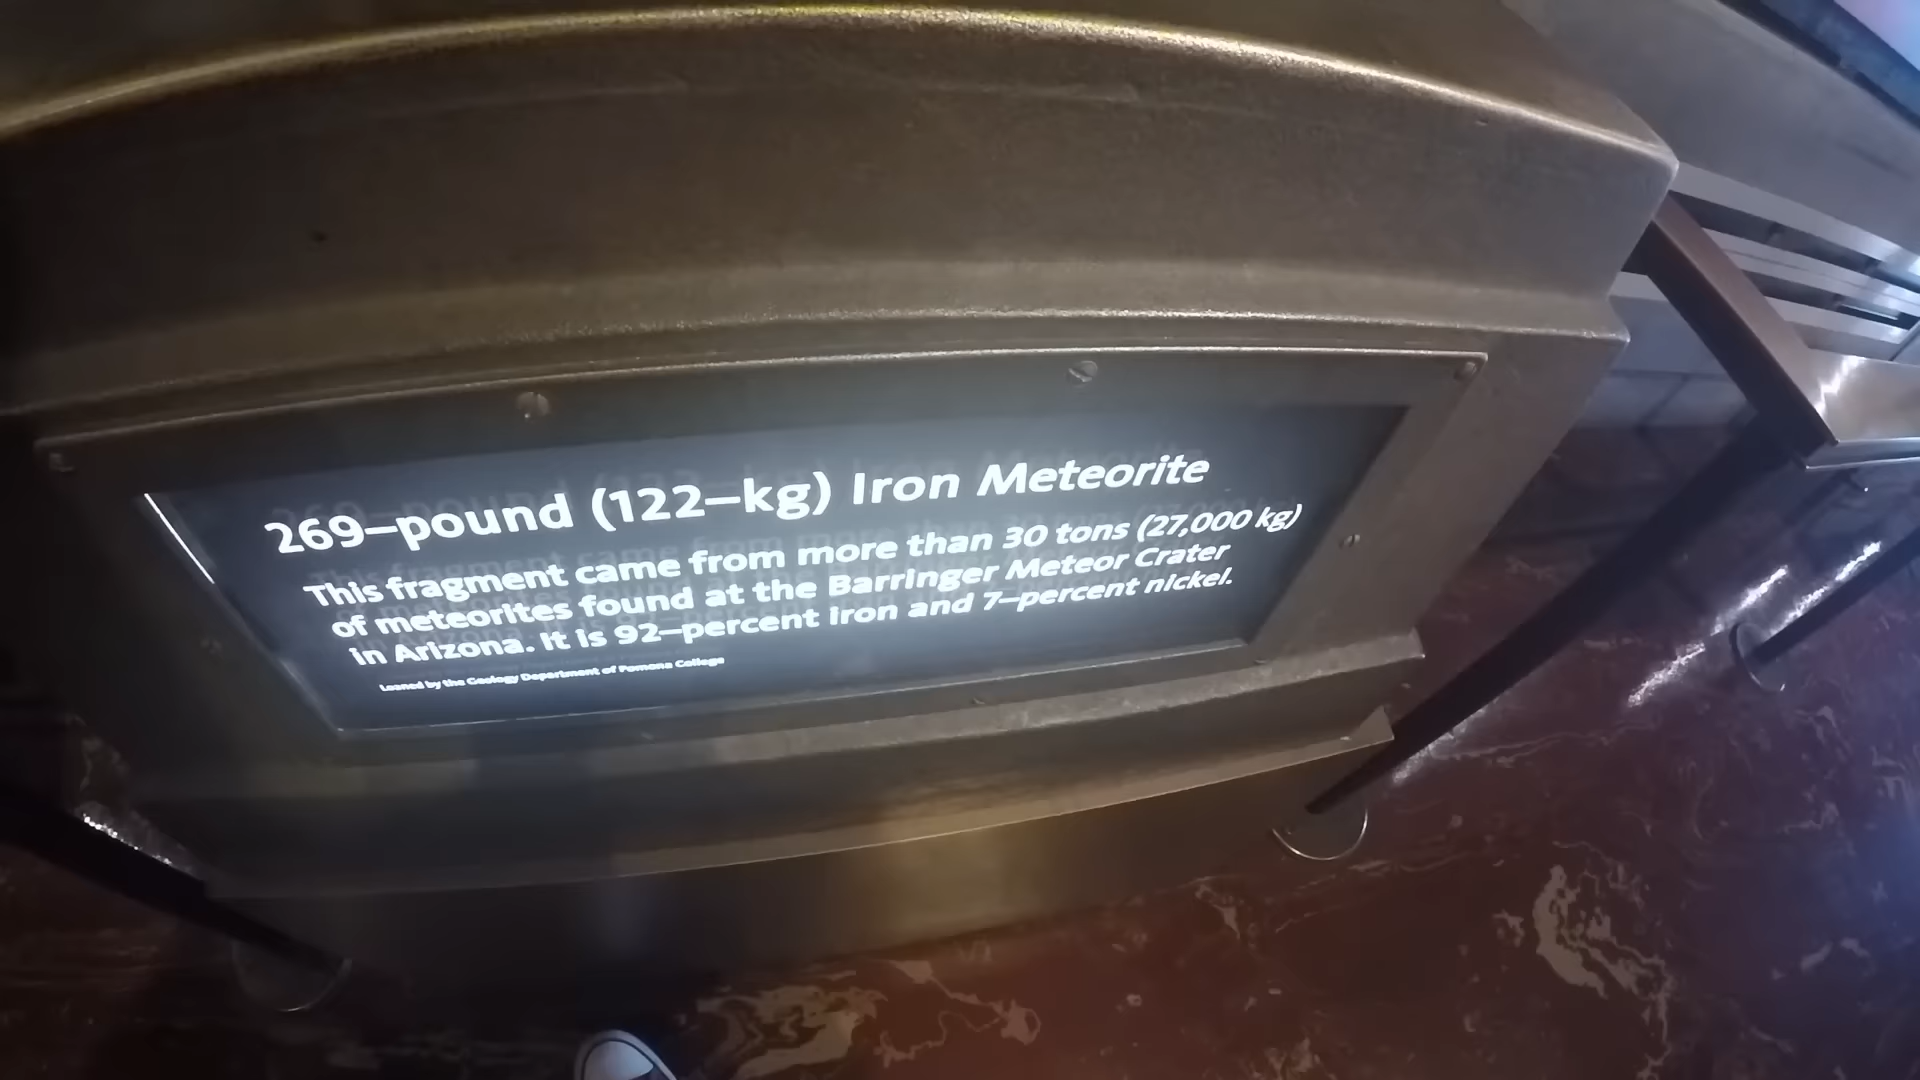 269–pound (122–kg) Iron Meteorite
This fragment came from more than 30 tons (27,000 kg)
of meteorites found at the Barringer Meteor Crater
in Arizona. It is 92–percent iron and 7–percent nickel.
Loaned by the Geology Department of Pomona College